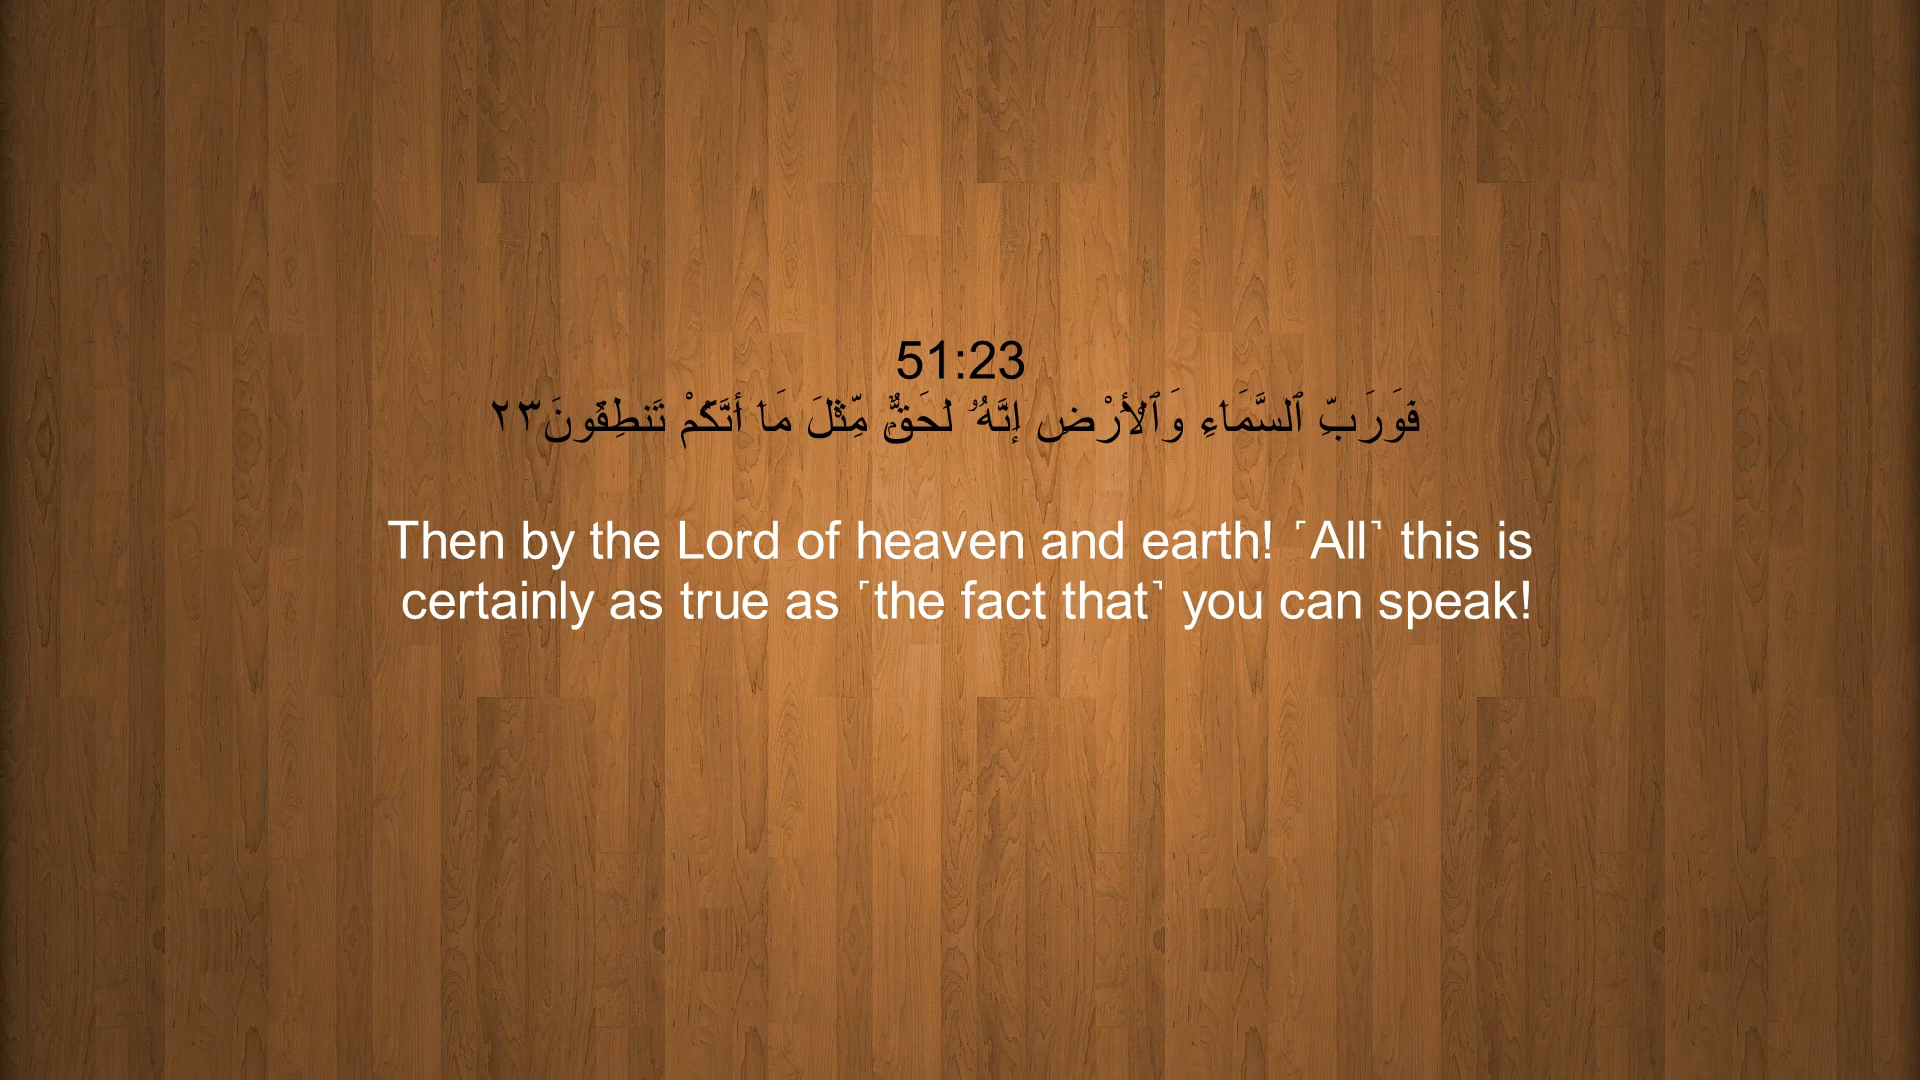 51:23
فَوَرَبِّ ٱلسَّمَآءِ وَٱلْأَرْضِ إِنَّهُۥ لَحَقٌّۭ مِّثْلَ مَآ أَنَّكُمْ تَنطِقُونَ٢٣
Then by the Lord of heaven and earth! ˹All˺ this is
certainly as true as ˹the fact that˺ you can speak!